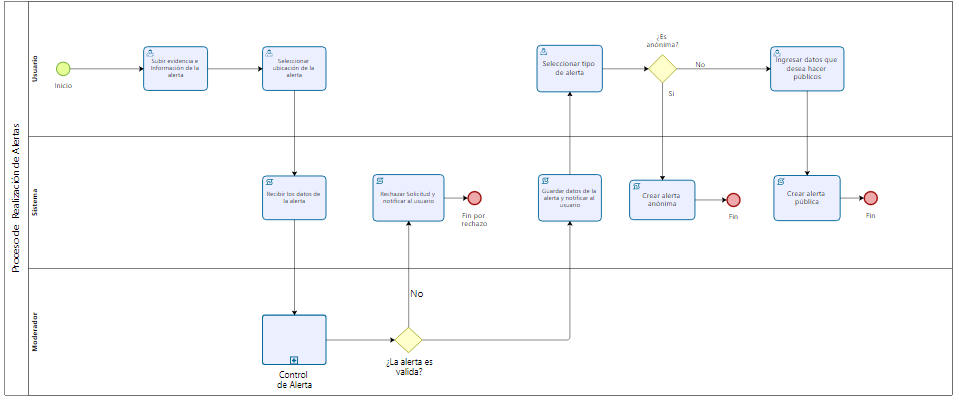 Proceso de Realización de Alertas
Usuario
Inicio
Subir evidencia e
Información de la
alerta
Seleccionar
ubicación de la
alerta
Seleccionar tipo
de alerta
¿Es
anónima?
No
Si
Ingresar datos que
desea hacer
públicos
Sistema
Recibir los datos de
la alerta
Rechazar Solicitud y
notificar al usuario
Fin por
rechazo
Guardar datos de la
alerta y notificar al
usuario
Crear alerta
anónima
Fin
Crear alerta
pública
Fin
Moderador
Control
de Alerta
No
¿La alerta es
valida?